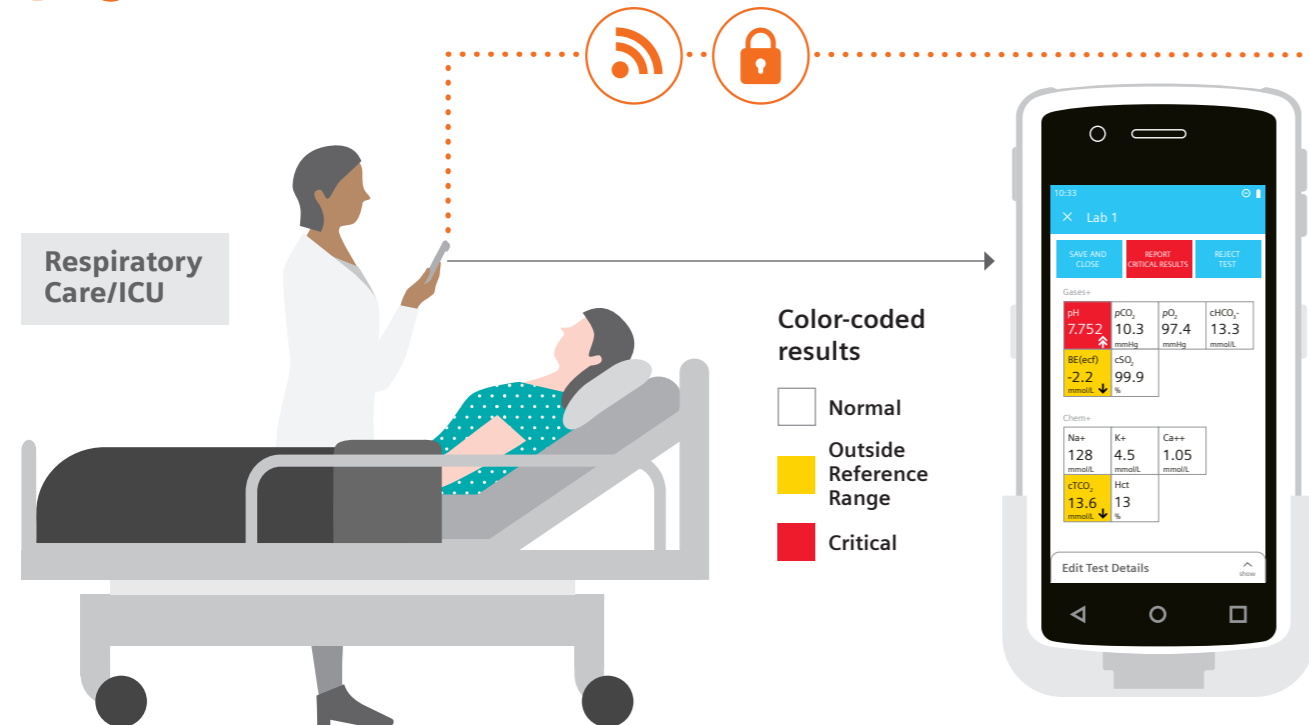 Respiratory
Care/ICU
Color-coded
results
Normal
Outside
Reference
Range
Critical
10:33
Lab 1
SAVE AND
CLOSE
REPORT
CRITICAL RESULTS
REJECT
TEST
Gases+
pH
7.752
pCO₂
10.3
mmHg
pO₂
97.4
mmHg
cHCO₃-
13.3
mmol/L
BE(ecf)
-2.2
mmol/L
cSO₂
99.9
%
Chem+
Na+
128
mmol/L
K+
4.5
mmol/L
Ca++
1.05
mmol/L
cTCO₂
13.6
mmol/L
Hct
13
%
Edit Test Details
show